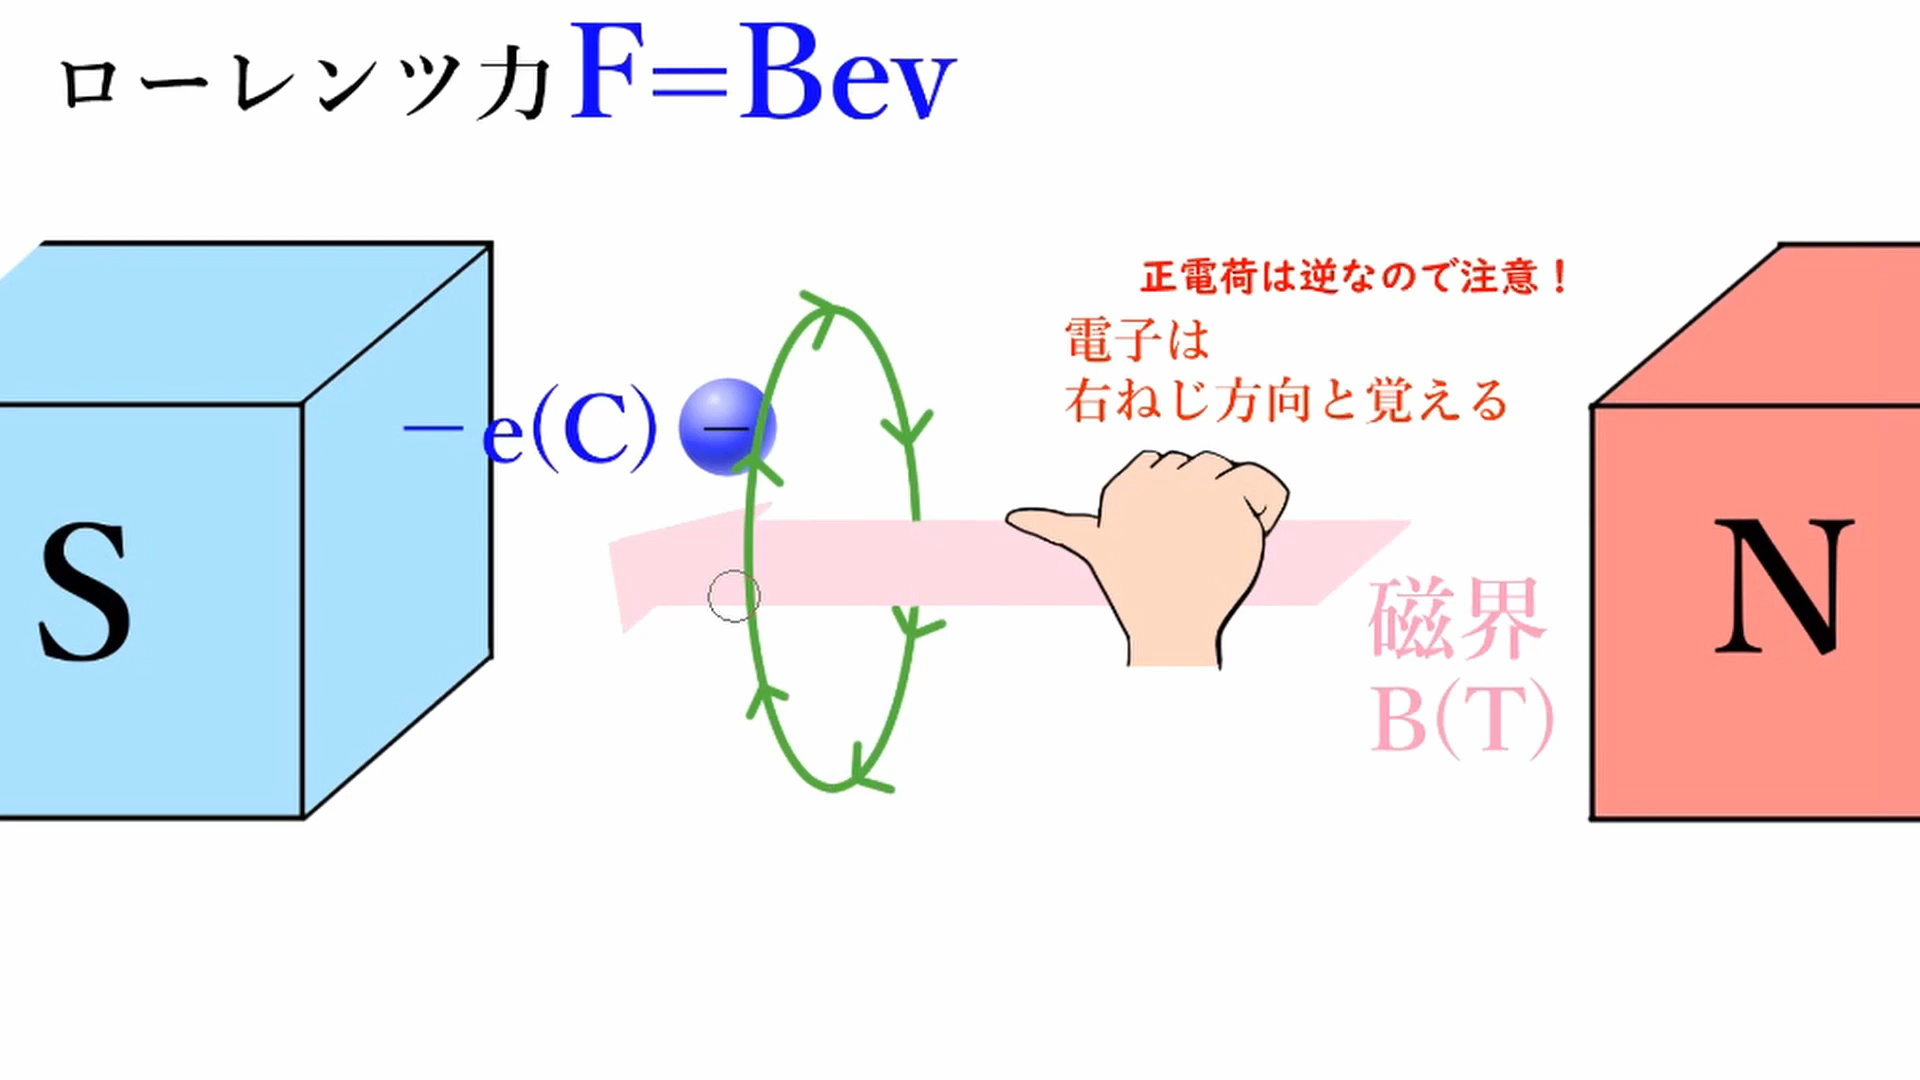 ローレンツ力F=Bev
正電荷は逆なので注意！
電子は
右ねじ方向と覚える
－e(C)
－
S
N
磁界
B(T)